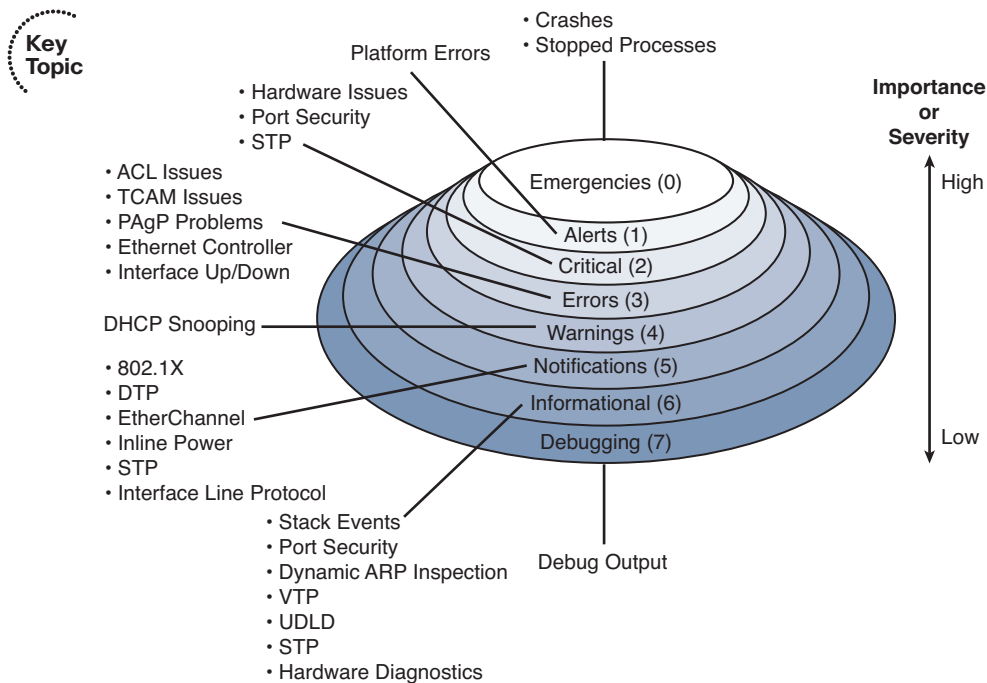 Key
Topic
• Crashes
• Stopped Processes
Platform Errors
• Hardware Issues
• Port Security
• STP
• ACL Issues
• TCAM Issues
• PAgP Problems
• Ethernet Controller
• Interface Up/Down
DHCP Snooping
• 802.1X
• DTP
• EtherChannel
• Inline Power
• STP
• Interface Line Protocol
• Stack Events
• Port Security
• Dynamic ARP Inspection
• VTP
• UDLD
• STP
• Hardware Diagnostics
Emergencies (0)
Alerts (1)
Critical (2)
Errors (3)
Warnings (4)
Notifications (5)
Informational (6)
Debugging (7)
Debug Output
Importance
or
Severity
High
Low